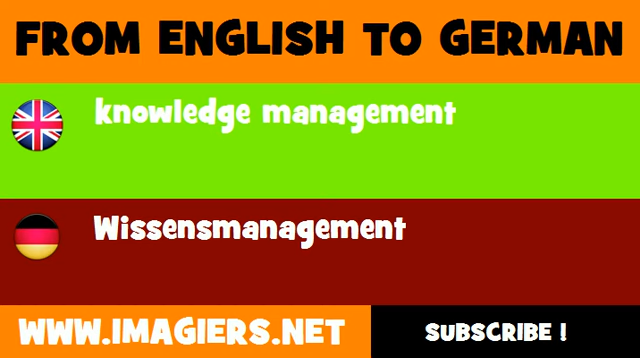 FROM ENGLISH TO GERMAN
knowledge management
Wissensmanagement
WWW.IMAGIERS.NET
SUBSCRIBE !